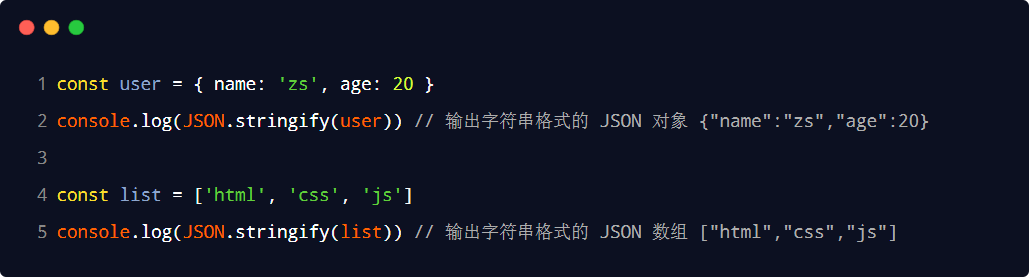 1 const user = { name: 'zs', age: 20 }
2 console.log(JSON.stringify(user)) // 输出字符串格式的 JSON 对象 {"name":"zs","age":20}
3
4 const list = ['html', 'css', 'js']
5 console.log(JSON.stringify(list)) // 输出字符串格式的 JSON 数组 ["html","css","js"]